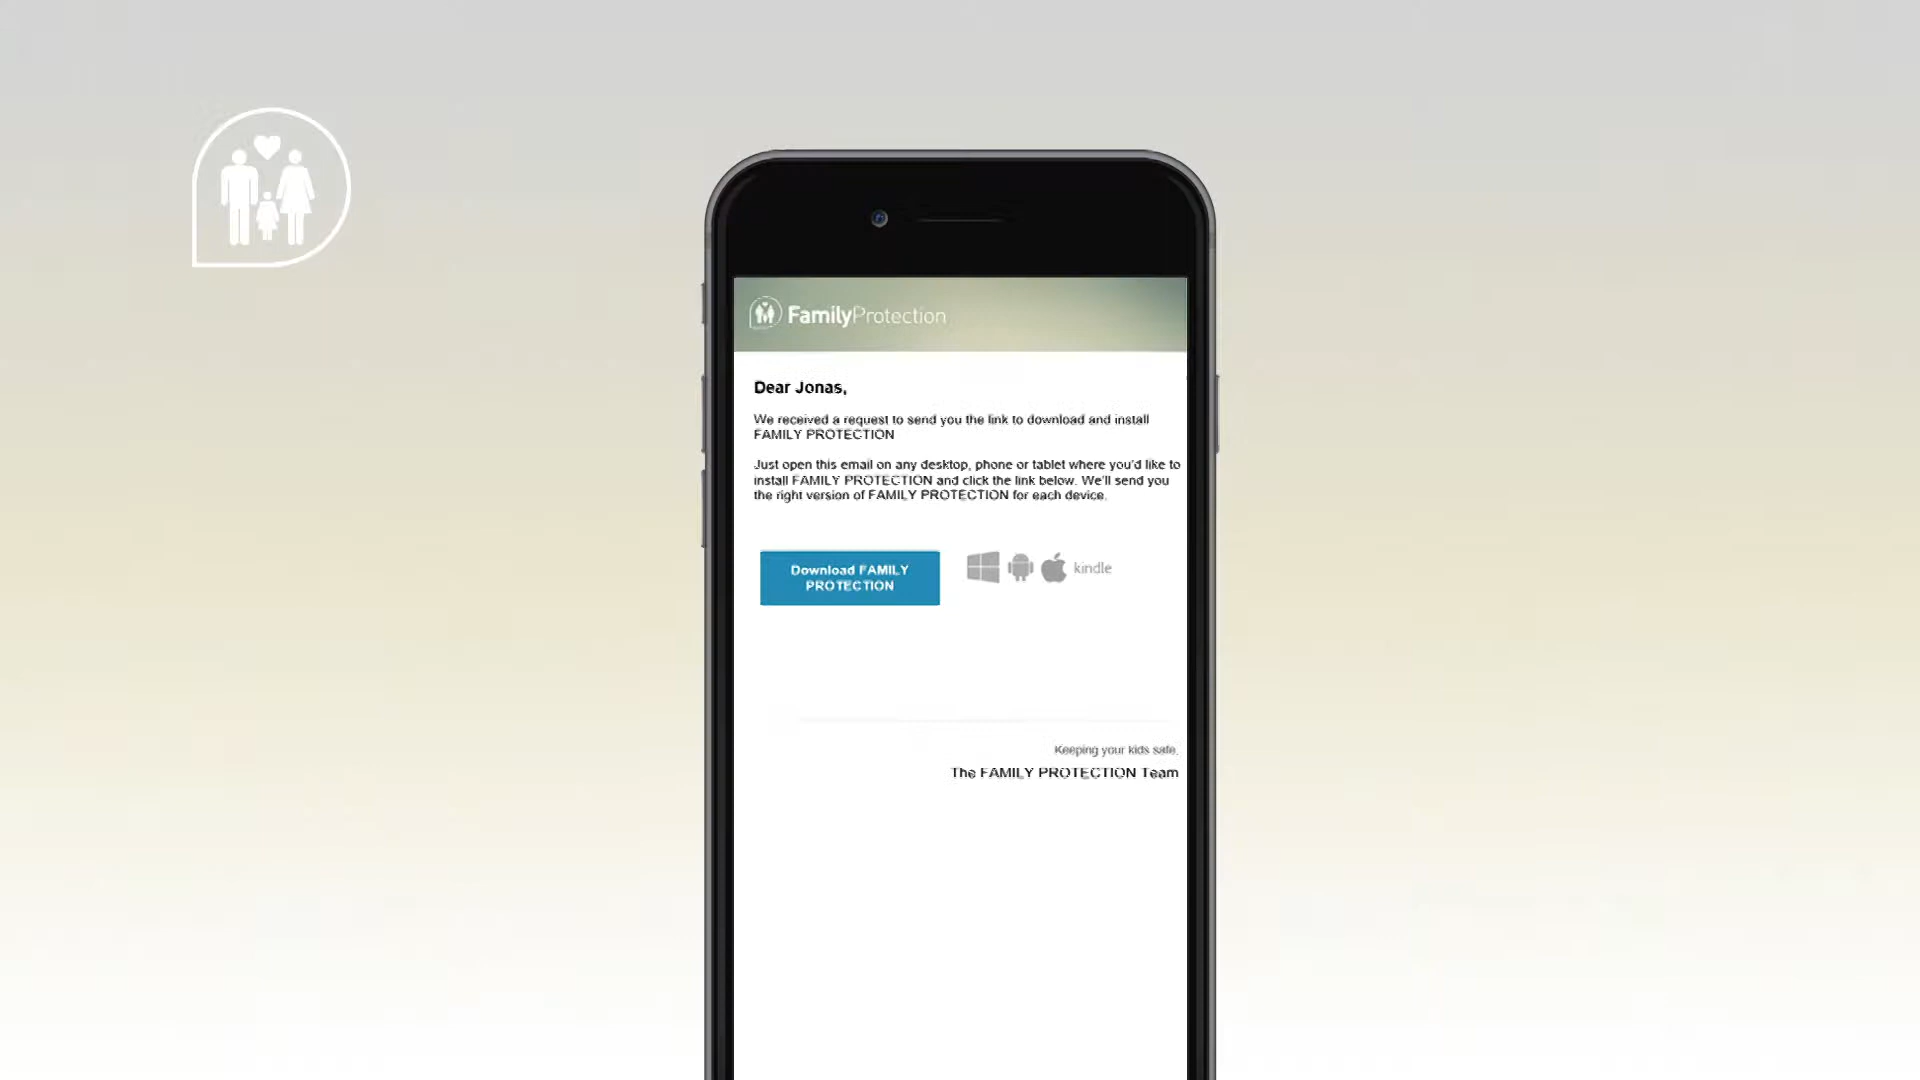 FamilyProtection
Dear Jonas,
We received a request to send you the link to download and install
FAMILY PROTECTION
Just open this email on any desktop, phone or tablet where you'd like to
install FAMILY PROTECTION and click the link below. We'll send you
the right version of FAMILY PROTECTION for each device.
Download FAMILY
PROTECTION
kindle
Keeping your kids safe,
The FAMILY PROTECTION Team